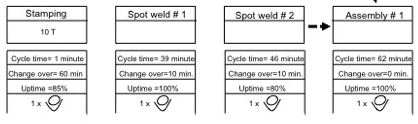 Stamping
10 T
Cycle time= 1 minute
Change over=60 min
Uptime =85%
1 x
Spot weld # 1
Cycle time= 39 minute
Change over=10 min.
Uptime =100%
1 x
Spot weld # 2
Cycle time= 46 minute
Change over=10 min.
Uptime =80%
1 x
Assembly # 1
Cycle time= 62 minute
Change over=0 min.
Uptime =100%
1 x